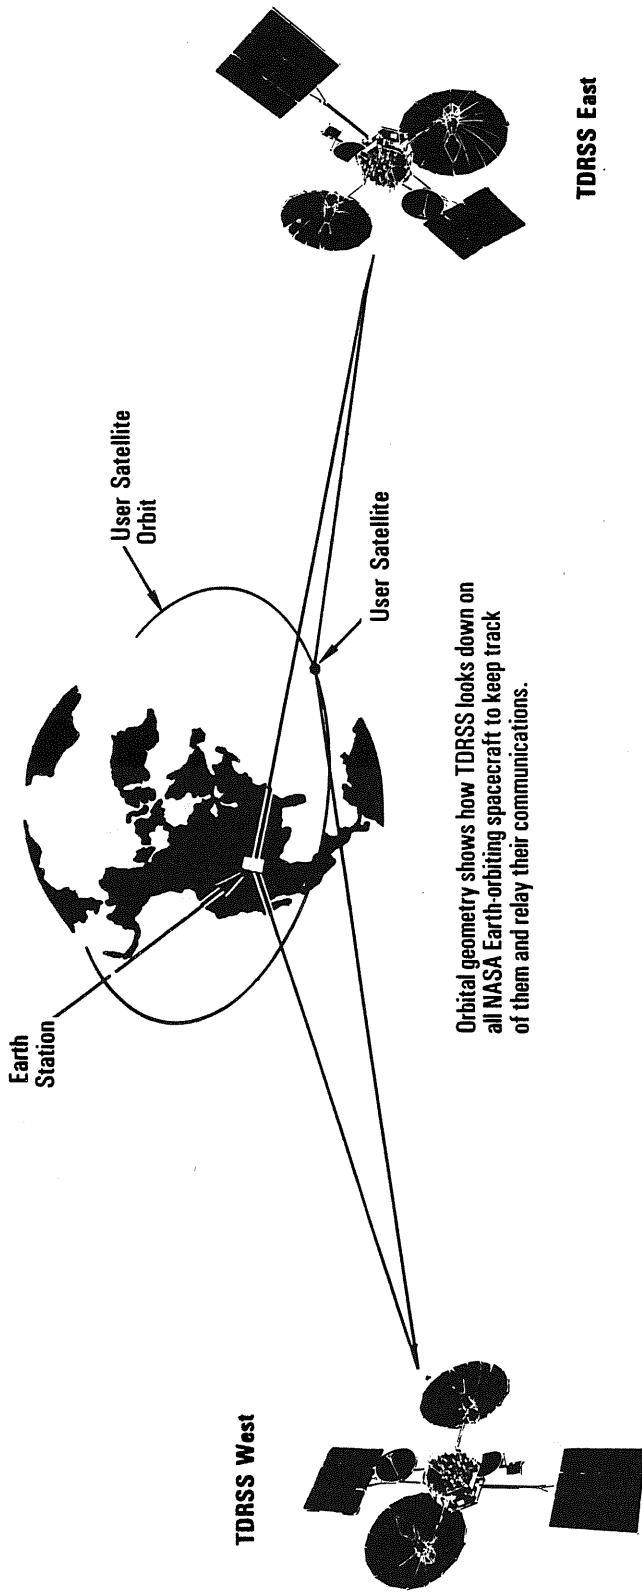 Earth
Station
User Satellite
Orbit
TDRSS West
User Satellite
TDRSS East
Orbital geometry shows how TDRSS looks down on
all NASA Earth-orbiting spacecraft to keep track
of them and relay their communications.